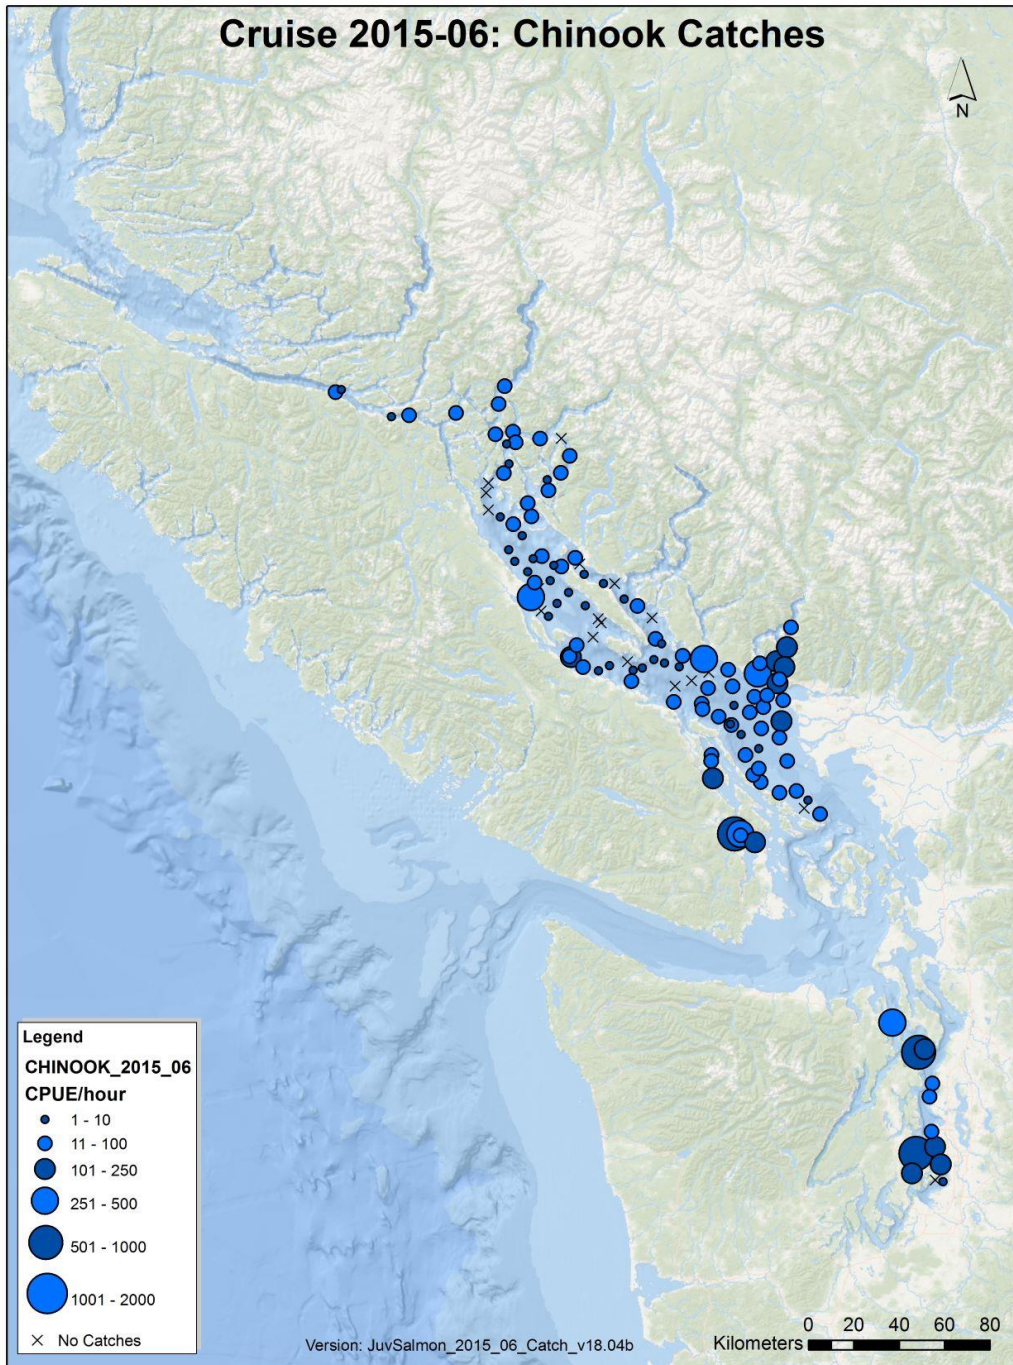 Cruise 2015-06: Chinook Catches
N
Legend
CHINOOK_2015_06
CPUE/hour
1 - 10
11 - 100
101 - 250
251 - 500
501 - 1000
1001 - 2000
No Catches
Version: JuvSalmon_2015_06_Catch_v18.04b
0 20 40 60 80
Kilometers